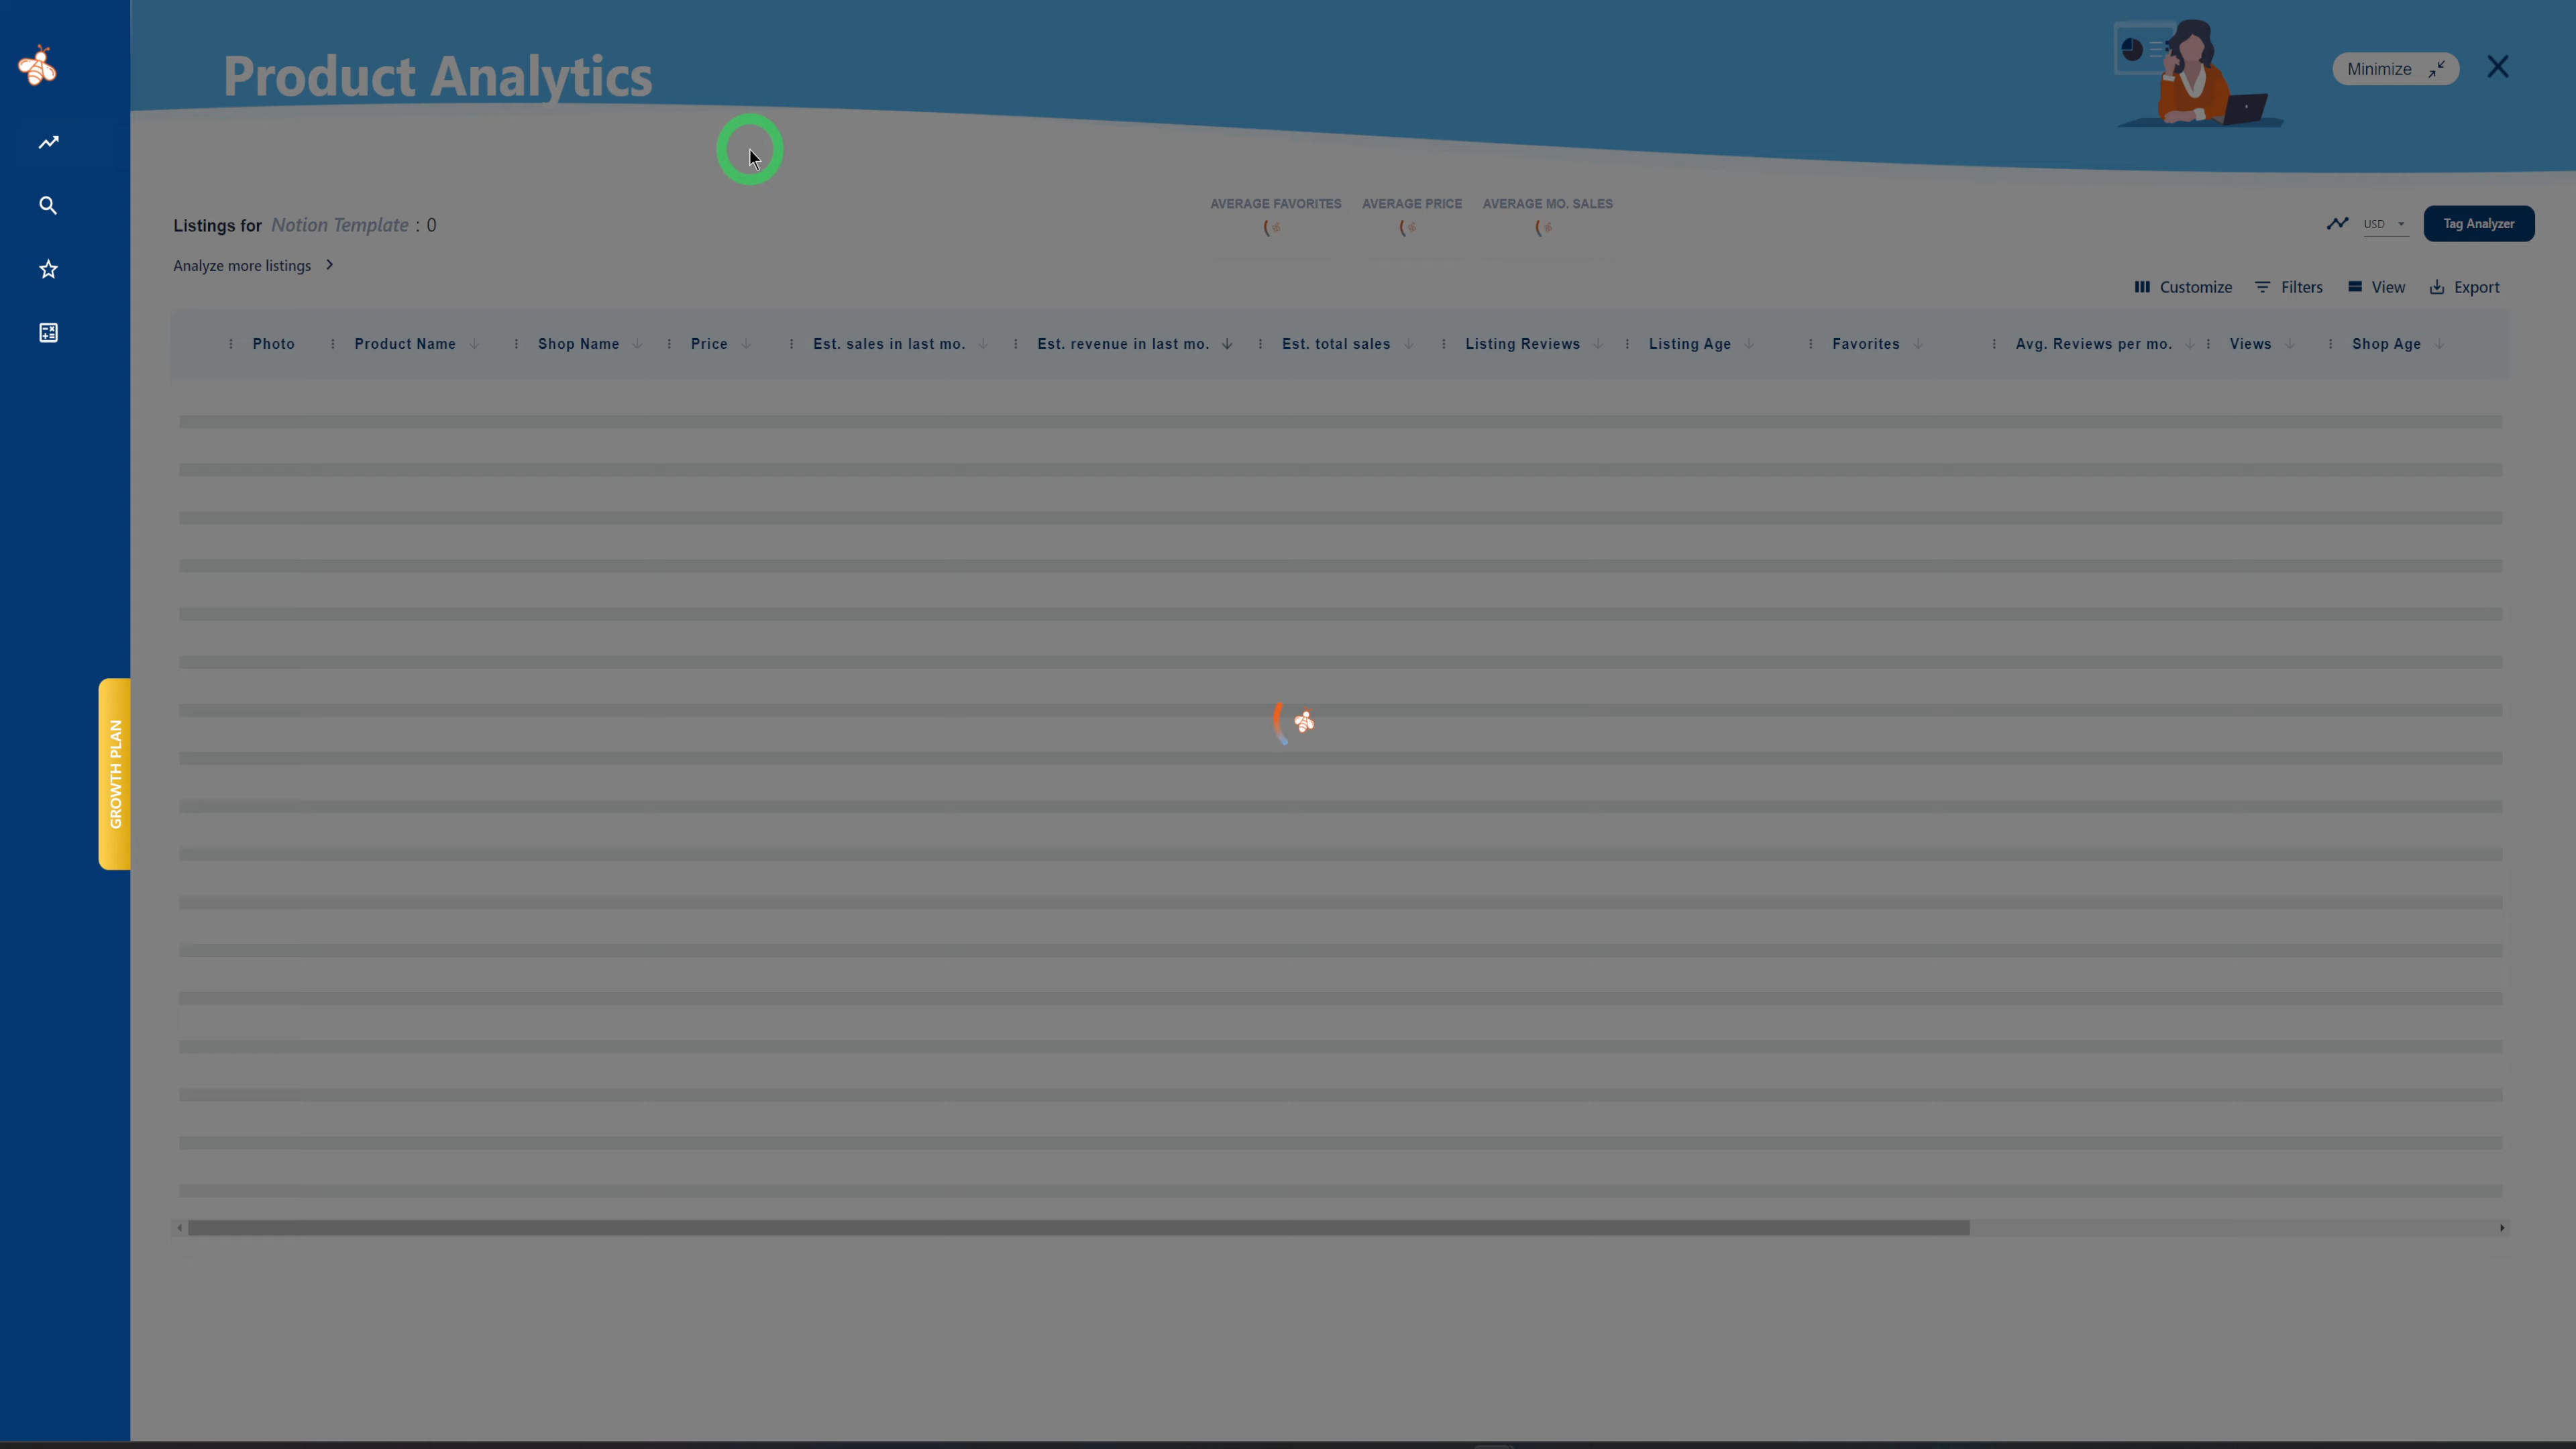 Product Analytics
Minimize
Listings for Notion Template : 0
AVERAGE FAVORITES AVERAGE PRICE AVERAGE MO. SALES
USD
Tag Analyzer
Analyze more listings
Customize Filters View Export
Photo Product Name Shop Name Price Est. sales in last mo. Est. revenue in last mo. Est. total sales Listing Reviews Listing Age Favorites Avg. Reviews per mo. Views Shop Age
GROWTH PLAN